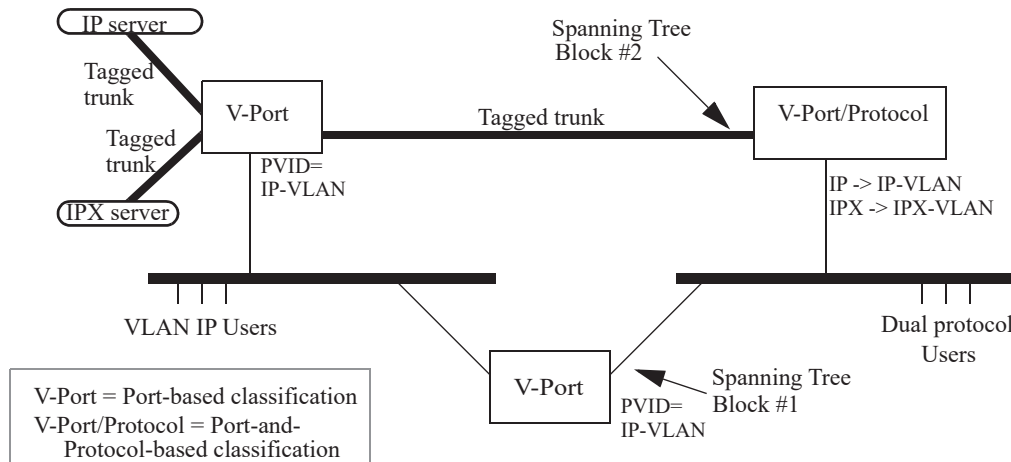 IP server
Tagged
trunk
Tagged
trunk
IPX server
V-Port
PVID=
IP-VLAN
Tagged trunk
Spanning Tree
Block #2
V-Port/Protocol
IP -> IP-VLAN
IPX -> IPX-VLAN
VLAN IP Users
Dual protocol
Users
V-Port
PVID=
IP-VLAN
Spanning Tree
Block #1
V-Port = Port-based classification
V-Port/Protocol = Port-and-
Protocol-based classification